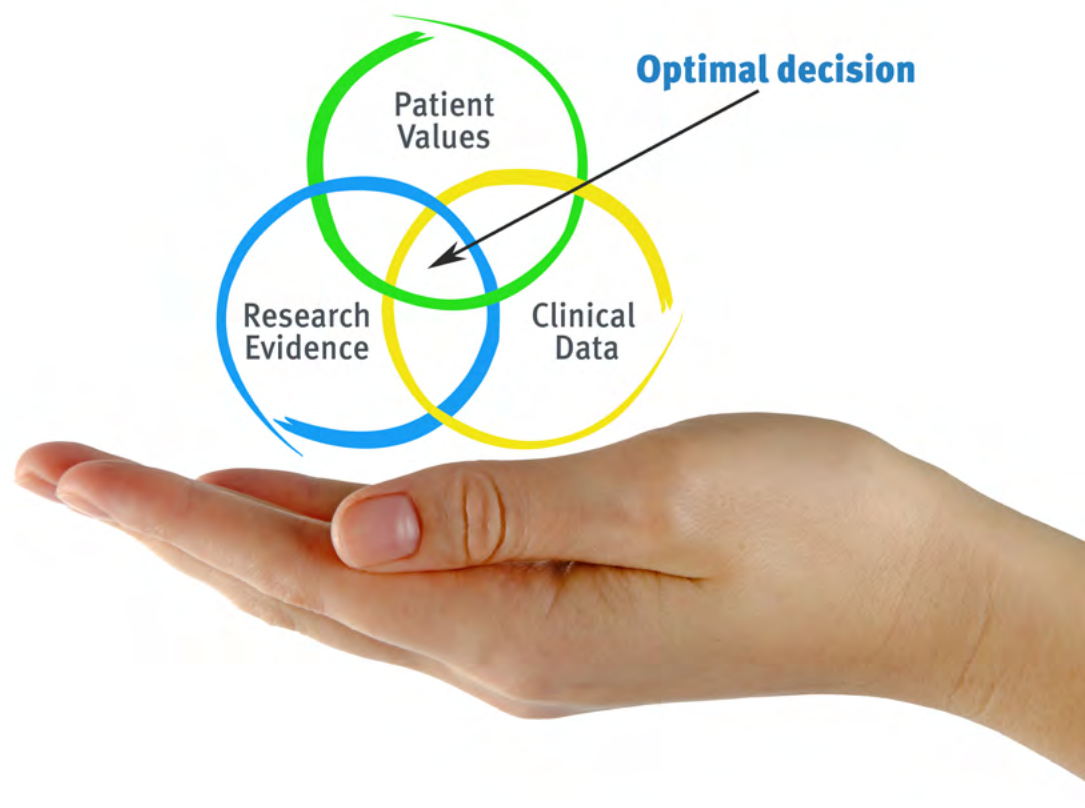 Optimal decision
Patient
Values
Research
Evidence
Clinical
Data